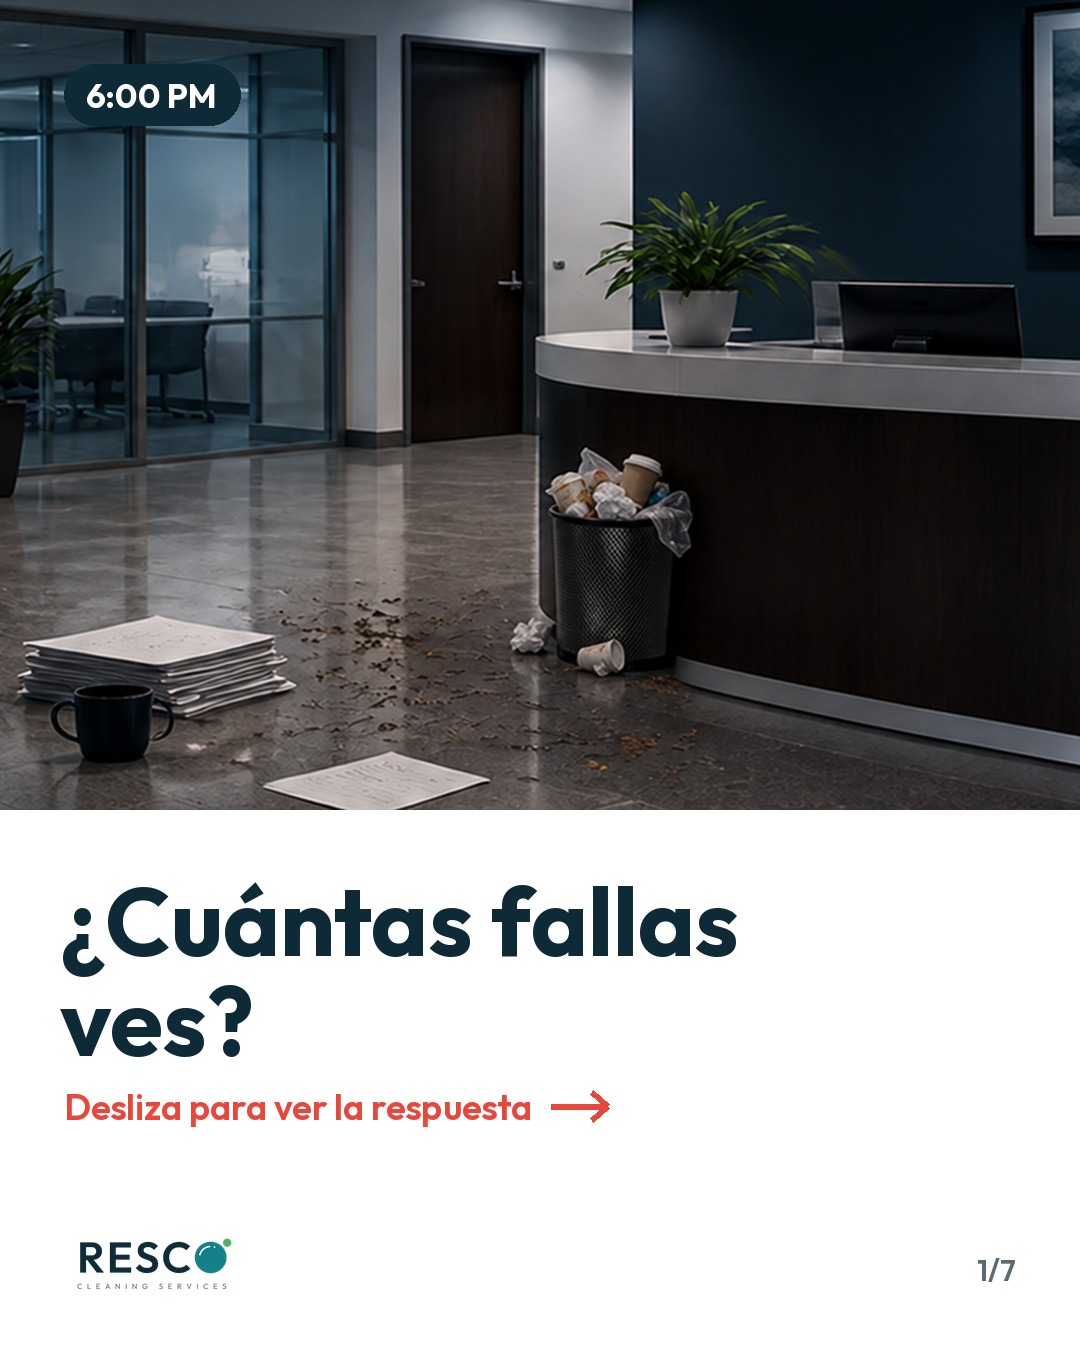 6:00 PM
¿Cuántas fallas
ves?
Desliza para ver la respuesta
RESCO
CLEANING SERVICES
1/7